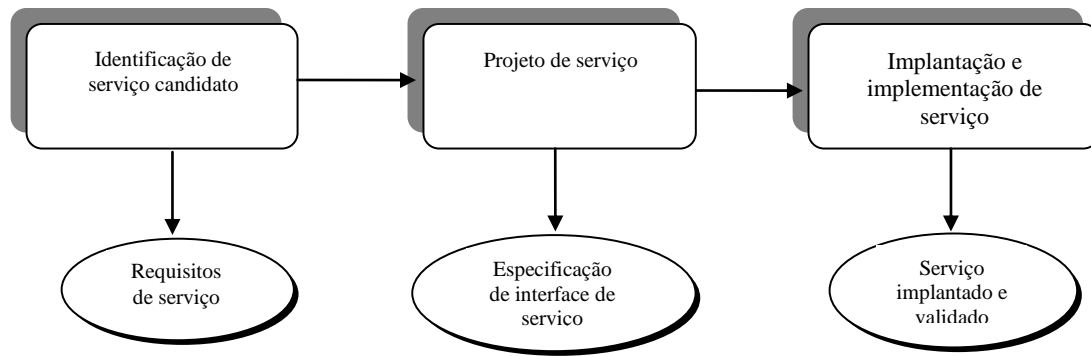 Identificação de
serviço candidato
Projeto de serviço
Implantação e
implementação de
serviço
Requisitos
de serviço
Especificação
de interface de
servico
Serviço
implantado e
validado